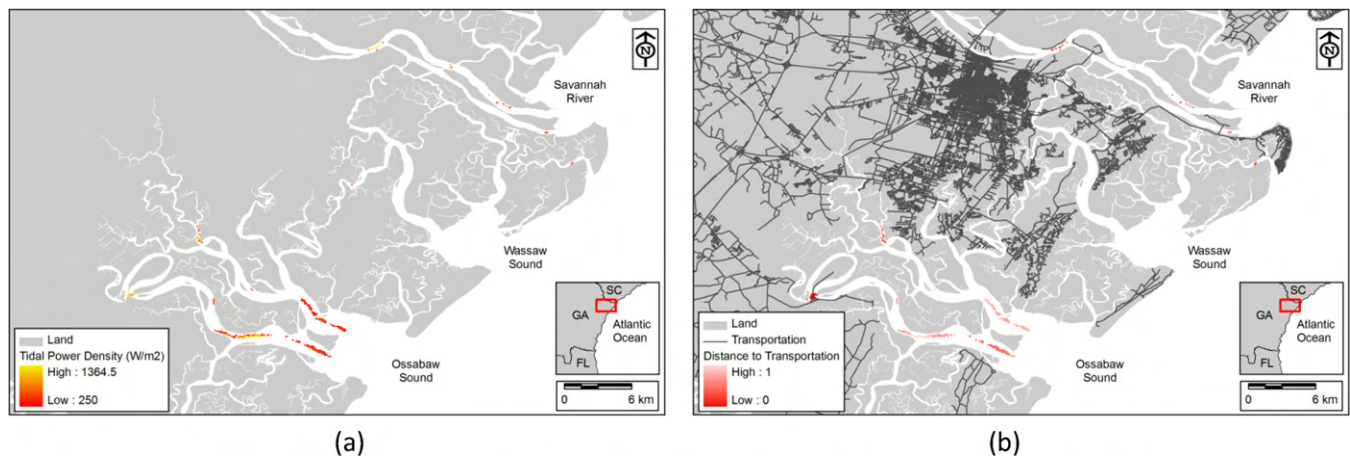 N
Savannah
River
Wassaw
Sound
Ossabaw
Sound
Land
Tidal Power Density (W/m2)
High : 1364.5
Low : 250
SC
GA
Atlantic
Ocean
FL
0 6 km
(a)
N
Savannah
River
Wassaw
Sound
Ossabaw
Sound
Land
Transportation
Distance to Transportation
High : 1
Low : 0
SC
GA
Atlantic
Ocean
FL
0 6 km
(b)